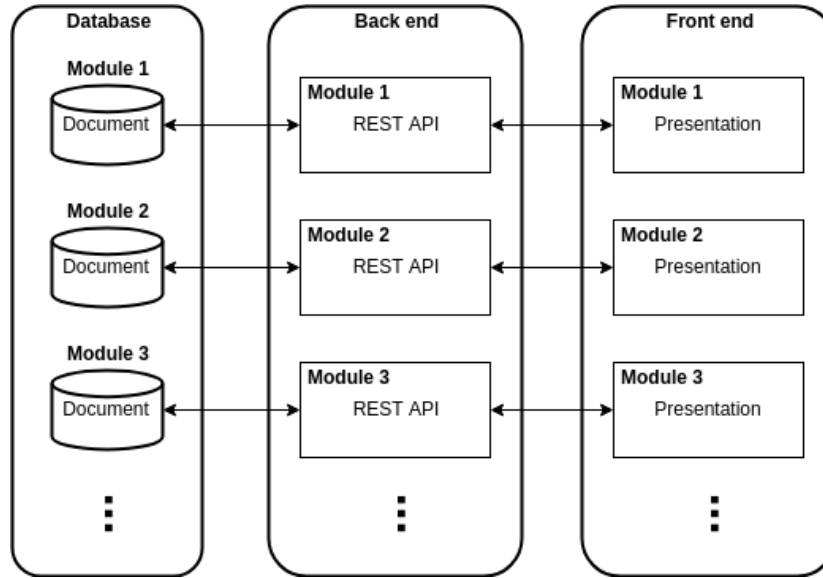 Database
Back end
Front end
Module 1
Document
Module 1
REST API
Module 1
Presentation
Module 2
Document
Module 2
REST API
Module 2
Presentation
Module 3
Document
Module 3
REST API
Module 3
Presentation